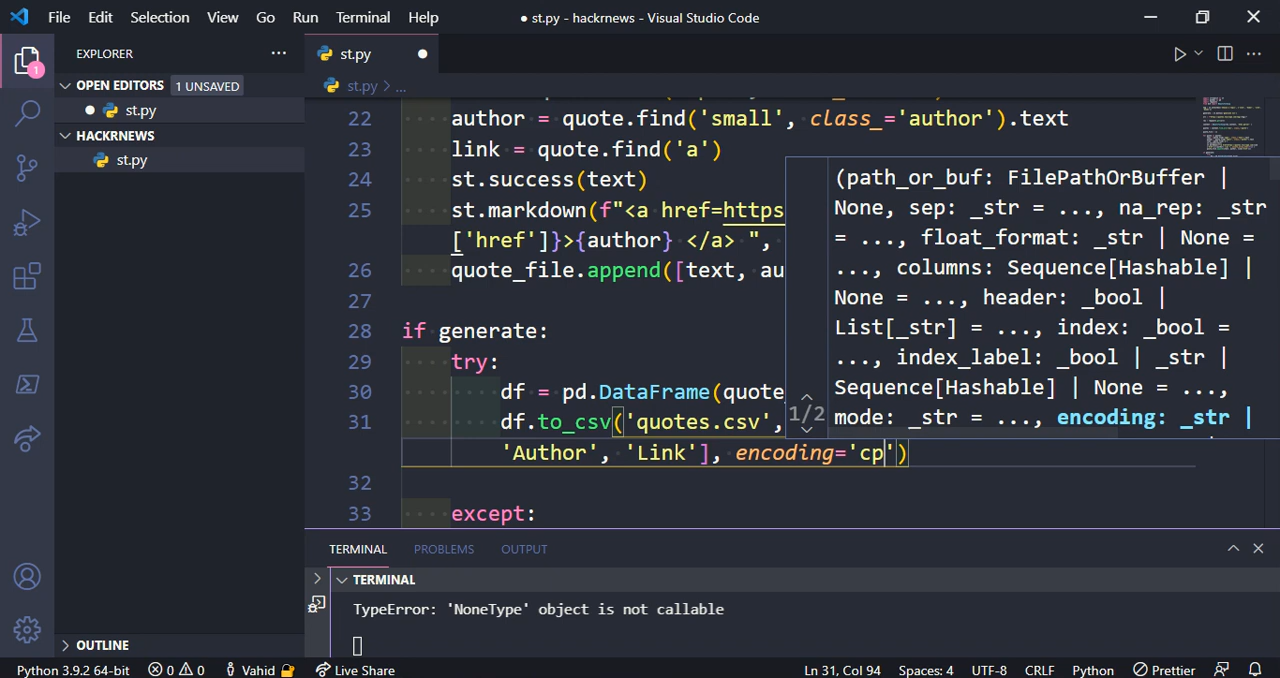 File Edit Selection View Go Run Terminal Help
● st.py - hackrnews - Visual Studio Code
EXPLORER
OPEN EDITORS 1 UNSAVED
st.py
HACKRNEWS
st.py
OUTLINE
1
st.py
st.py > ...
22 author = quote.find('small', class_='author').text
23 link = quote.find('a')
24 st.success(text)
25 st.markdown(f"<a href=https
['href']}>{author} </a> ",
26 quote_file.append([text, au
27
28 if generate:
29 try:
30 df = pd.DataFrame(quote_
31 df.to_csv('quotes.csv',
'Author', 'Link'], encoding='cp')
32
33 except:
(path_or_buf: FilePathOrBuffer |
None, sep: _str = ..., na_rep: _str
= ..., float_format: _str | None =
..., columns: Sequence[Hashable] |
None = ..., header: _bool |
List[_str] = ..., index: _bool =
..., index_label: _bool | _str |
Sequence[Hashable] | None = ...,
mode: _str = ..., encoding: _str |
1/2
TERMINAL PROBLEMS OUTPUT
TERMINAL
TypeError: 'NoneType' object is not callable
Python 3.9.2 64-bit 0 0 Vahid Live Share Ln 31, Col 94 Spaces: 4 UTF-8 CRLF Python Prettier